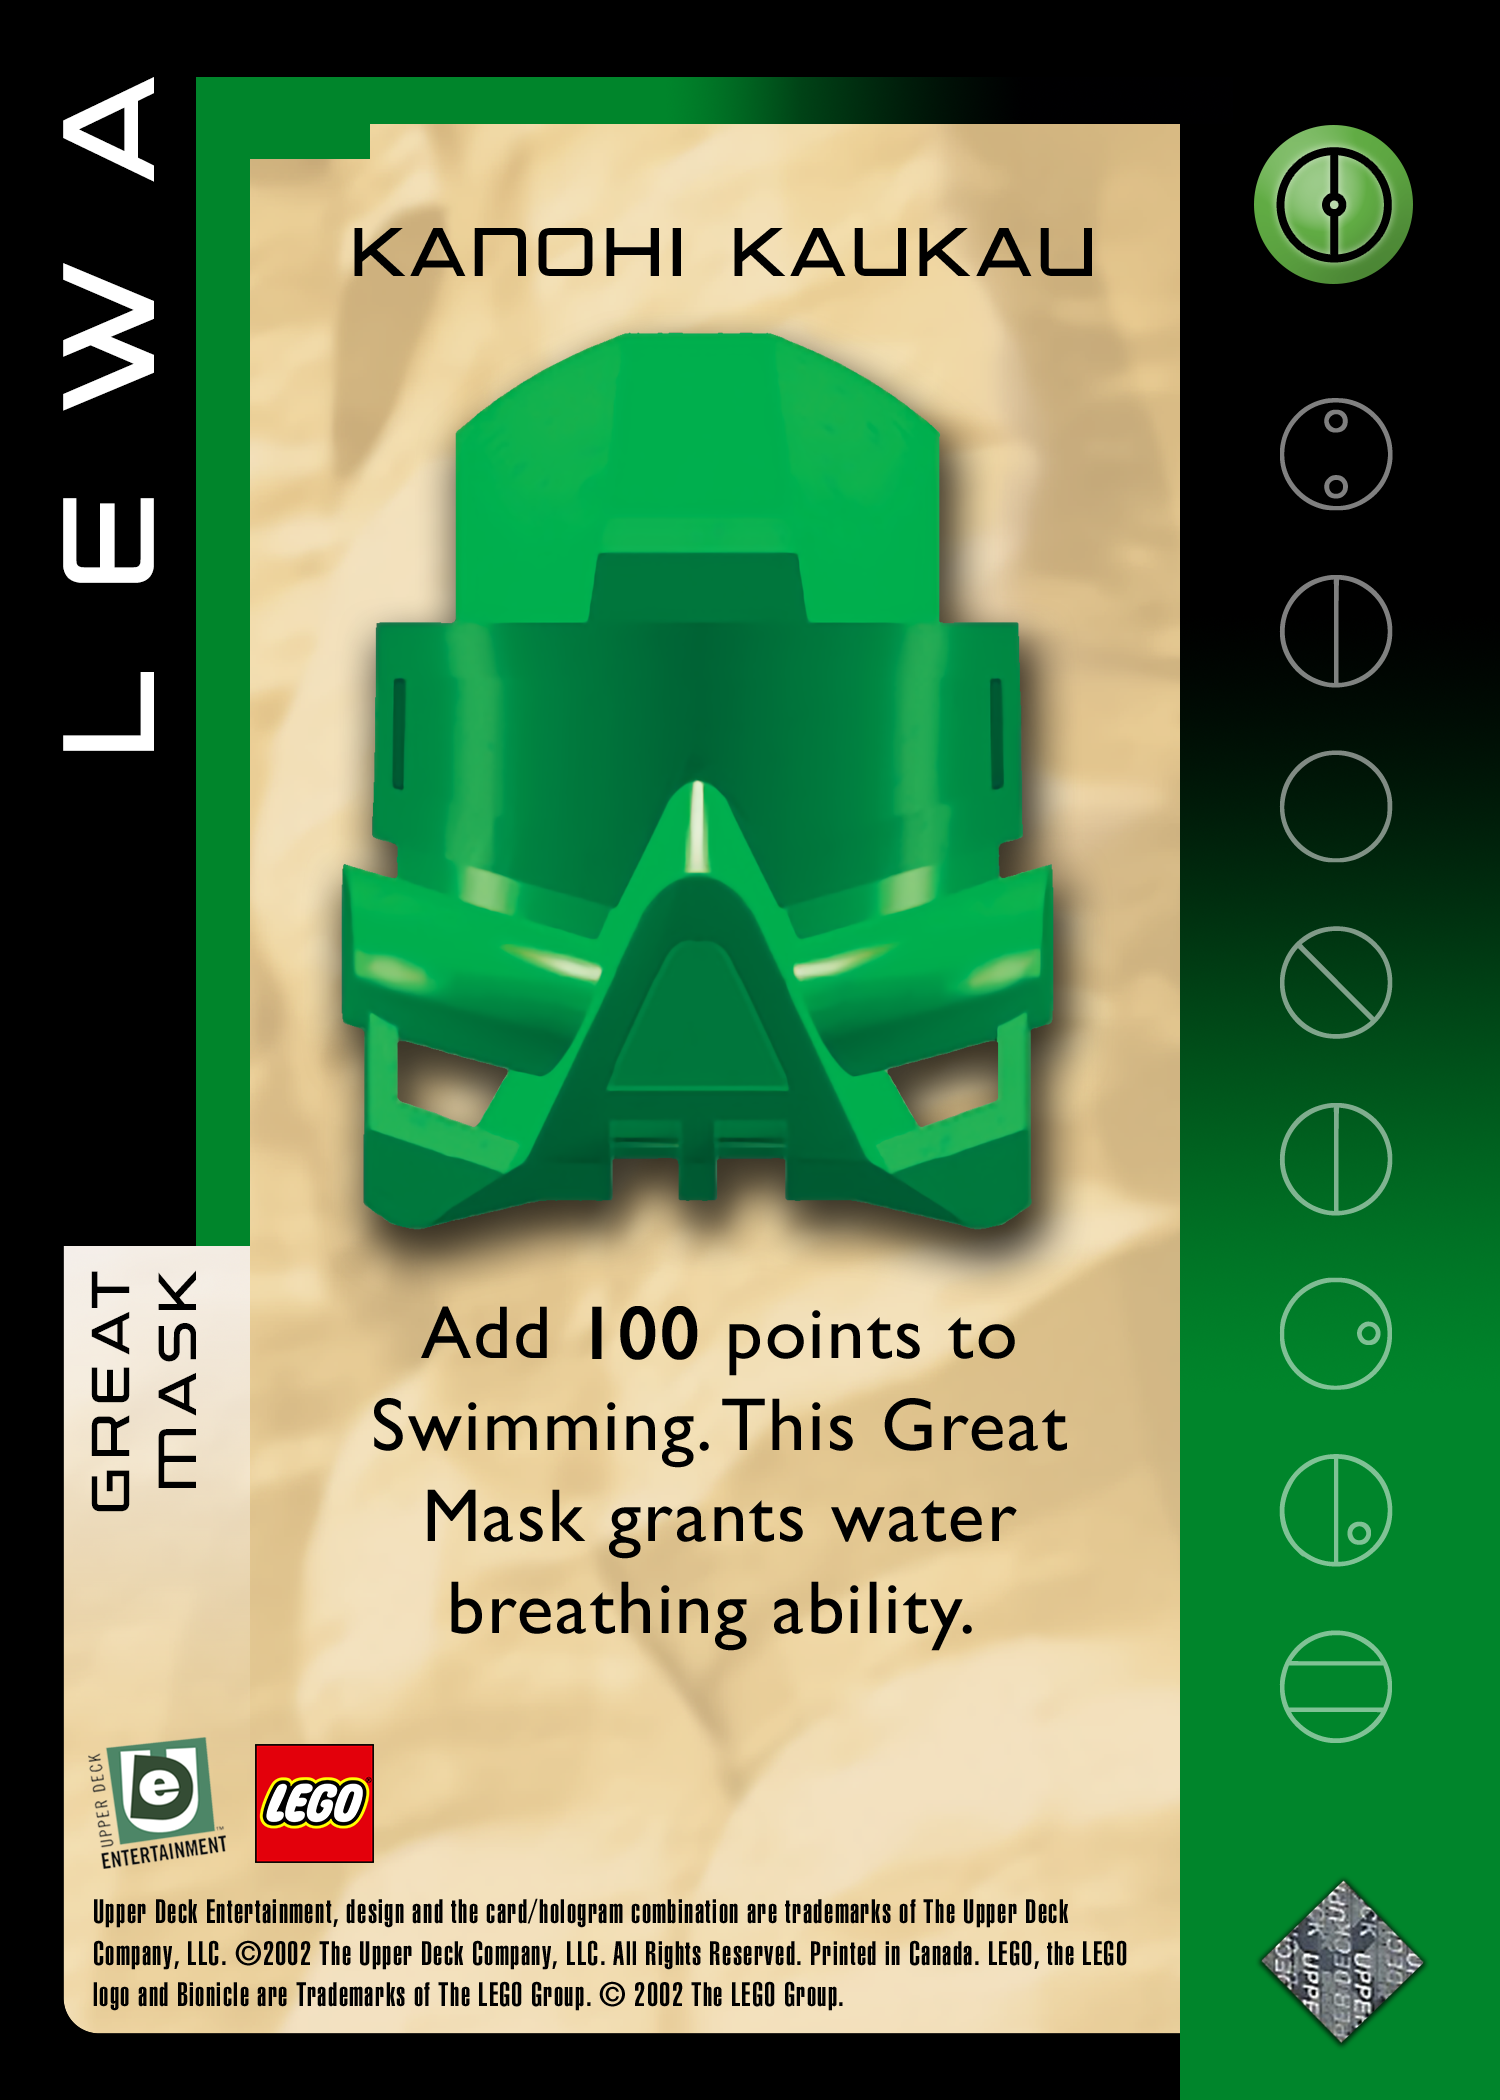 LEWA
KANOHI KAUKAU
Add 100 points to
Swimming. This Great
Mask grants water
breathing ability.
GREAT
MASK
UPPER DECK
ue
ENTERTAINMENT™
LEGO
Upper Deck Entertainment, design and the card/hologram combination are trademarks of The Upper Deck
Company, LLC. ©2002 The Upper Deck Company, LLC. All Rights Reserved. Printed in Canada. LEGO, the LEGO
logo and Bionicle are Trademarks of The LEGO Group. © 2002 The LEGO Group.